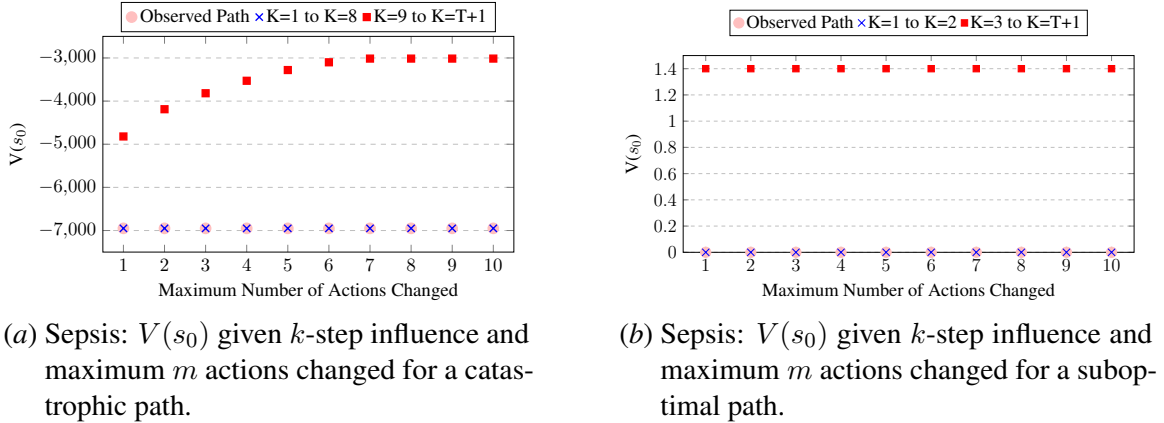 Observed Path K=1 to K=8 K=9 to K=T+1
−3,000
−4,000
−5,000
−6,000
−7,000
V(s0)
1 2 3 4 5 6 7 8 9 10
Maximum Number of Actions Changed
(a) Sepsis: V(s0) given k-step influence and
maximum m actions changed for a catas-
trophic path.
Observed Path K=1 to K=2 K=3 to K=T+1
1.4
1.2
1
0.8
0.6
0.4
0.2
0
V(s0)
1 2 3 4 5 6 7 8 9 10
Maximum Number of Actions Changed
(b) Sepsis: V(s0) given k-step influence and
maximum m actions changed for a subop-
timal path.